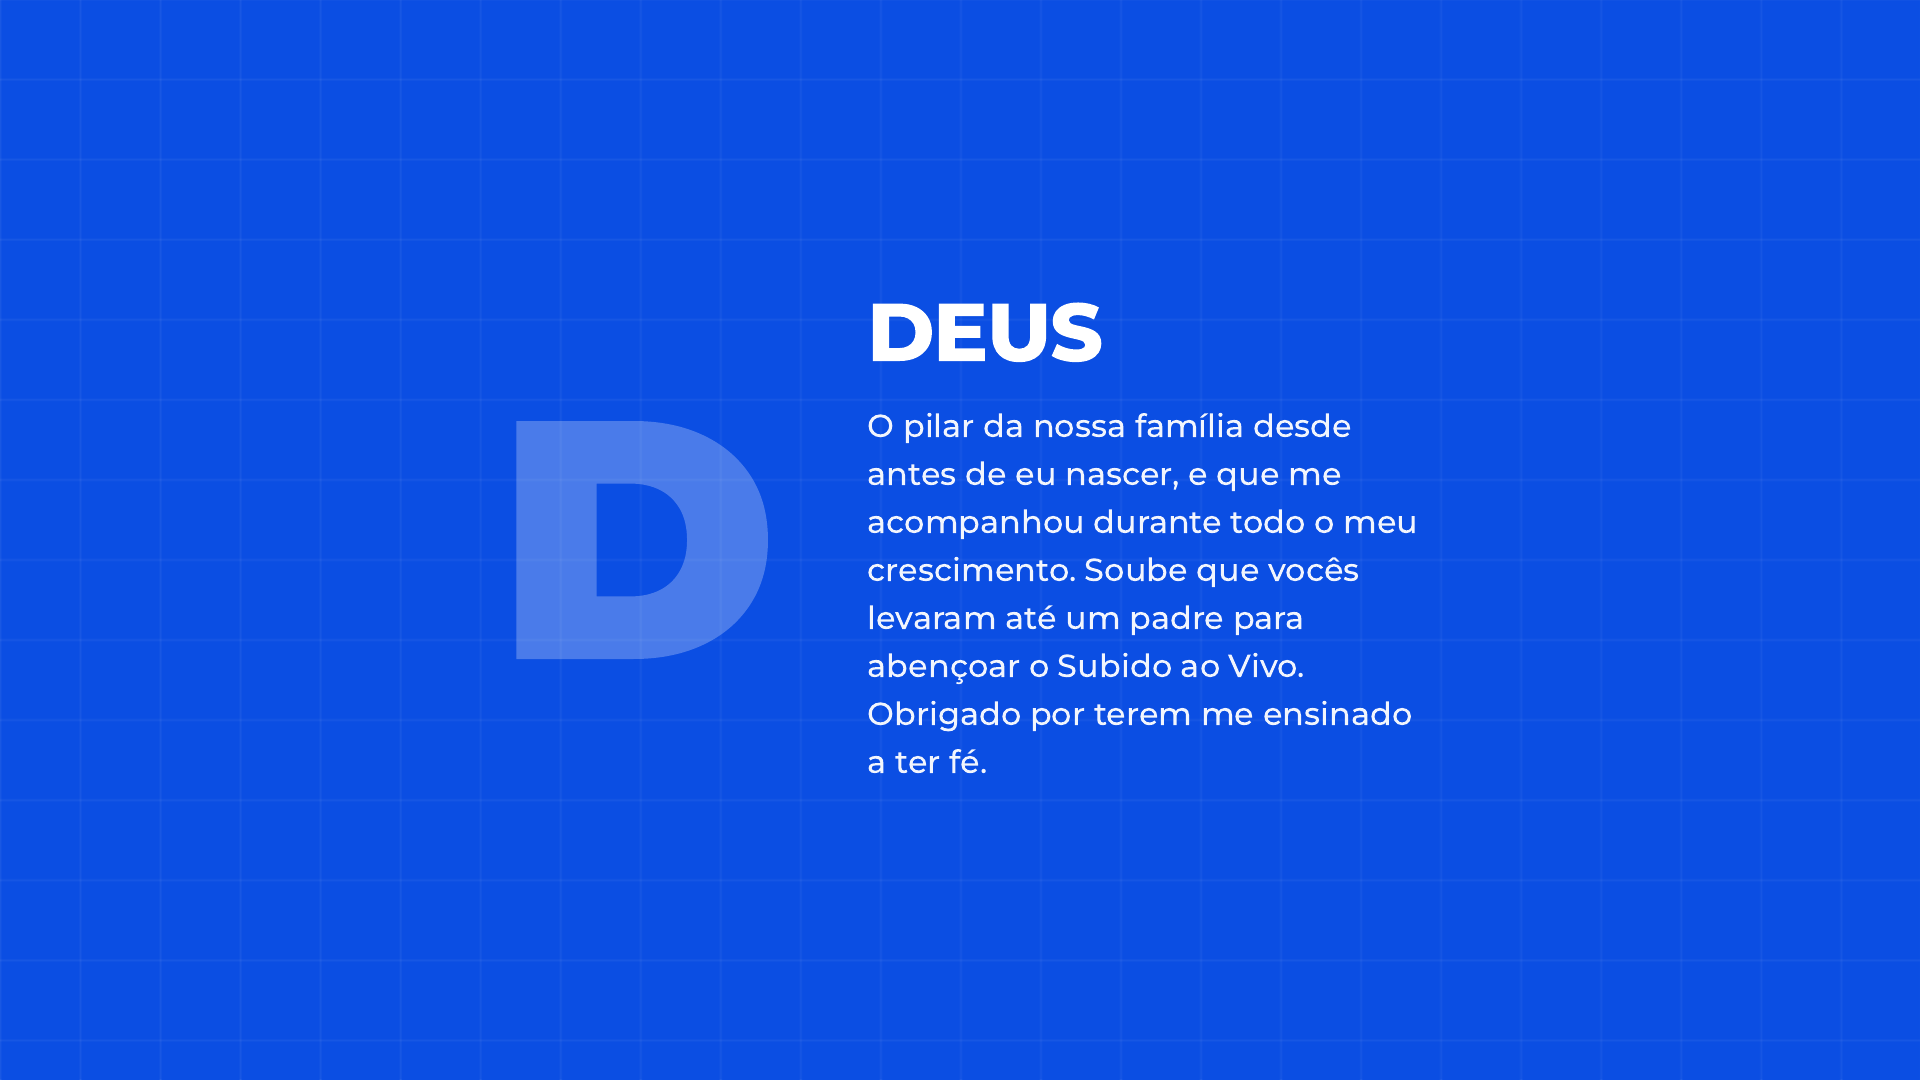 D
DEUS
O pilar da nossa família desde
antes de eu nascer, e que me
acompanhou durante todo o meu
crescimento. Soube que vocês
levaram até um padre para
abençoar o Subido ao Vivo.
Obrigado por terem me ensinado
a ter fé.